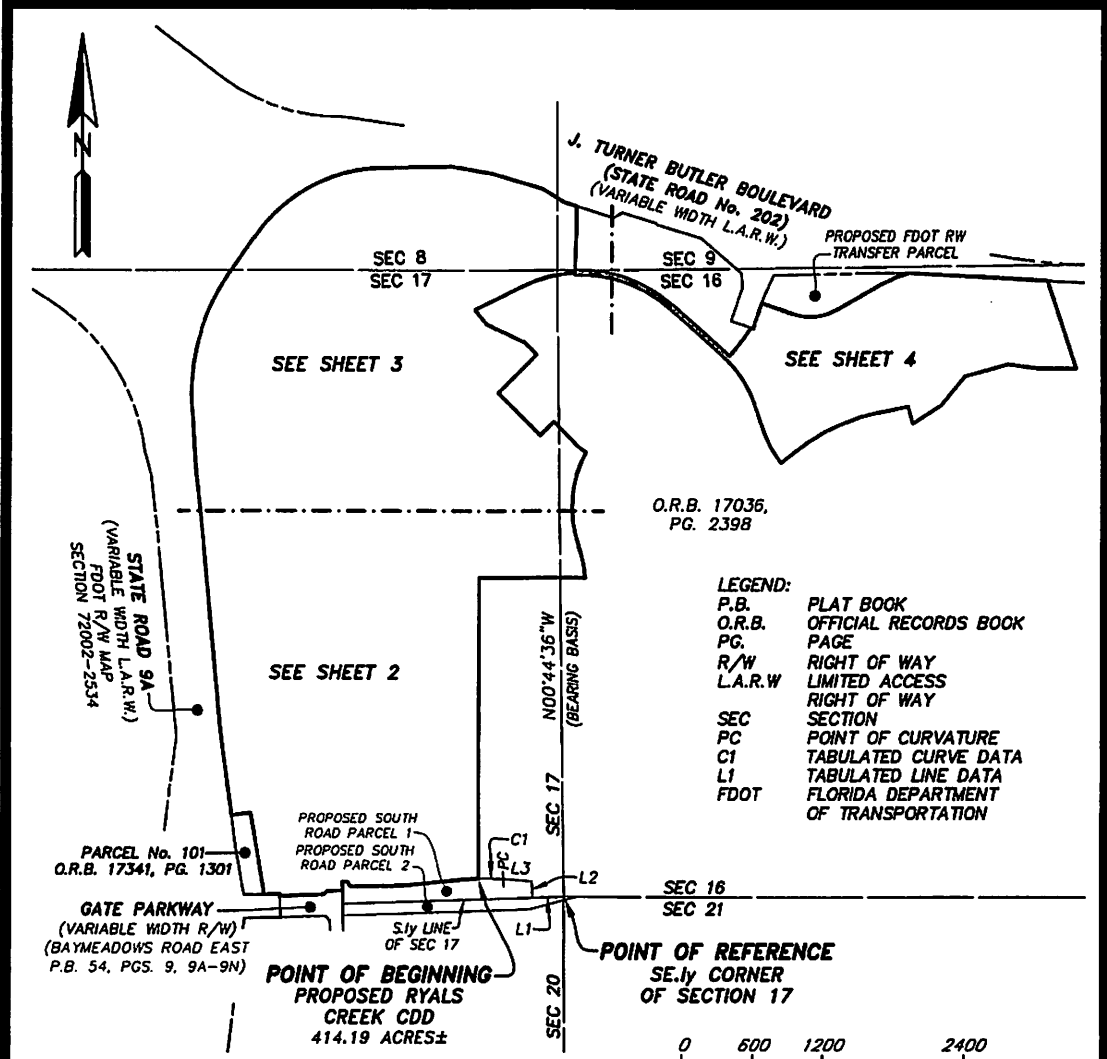 N
J. TURNER BUTLER BOULEVARD
(STATE ROAD No. 202)
(VARIABLE WIDTH L.A.R.W.)
PROPOSED FDOT RW
TRANSFER PARCEL
SEC 8
SEC 17
SEC 9
SEC 16
SEE SHEET 3
SEE SHEET 4
O.R.B. 17036,
PG. 2398
STATE ROAD 9A
(VARIABLE WIDTH L.A.R.W.)
FDOT R/W MAP
SECTION 72002-2534
SEE SHEET 2
N00°44'36"W
(BEARING BASIS)
LEGEND:
P.B. PLAT BOOK
O.R.B. OFFICIAL RECORDS BOOK
PG. PAGE
R/W RIGHT OF WAY
L.A.R.W LIMITED ACCESS
RIGHT OF WAY
SEC SECTION
PC POINT OF CURVATURE
C1 TABULATED CURVE DATA
L1 TABULATED LINE DATA
FDOT FLORIDA DEPARTMENT
OF TRANSPORTATION
SEC 17
PROPOSED SOUTH
ROAD PARCEL 1
PROPOSED SOUTH
ROAD PARCEL 2
C1
PC
L3
L2
PARCEL No. 101
O.R.B. 17341, PG. 1301
SEC 16
SEC 21
GATE PARKWAY
(VARIABLE WIDTH R/W)
(BAYMEADOWS ROAD EAST
P.B. 54, PGS. 9, 9A-9N)
S.ly LINE
OF SEC 17
L1
POINT OF BEGINNING
PROPOSED RYALS
CREEK CDD
414.19 ACRES±
SEC 20
POINT OF REFERENCE
SE.ly CORNER
OF SECTION 17
0 600 1200 2400